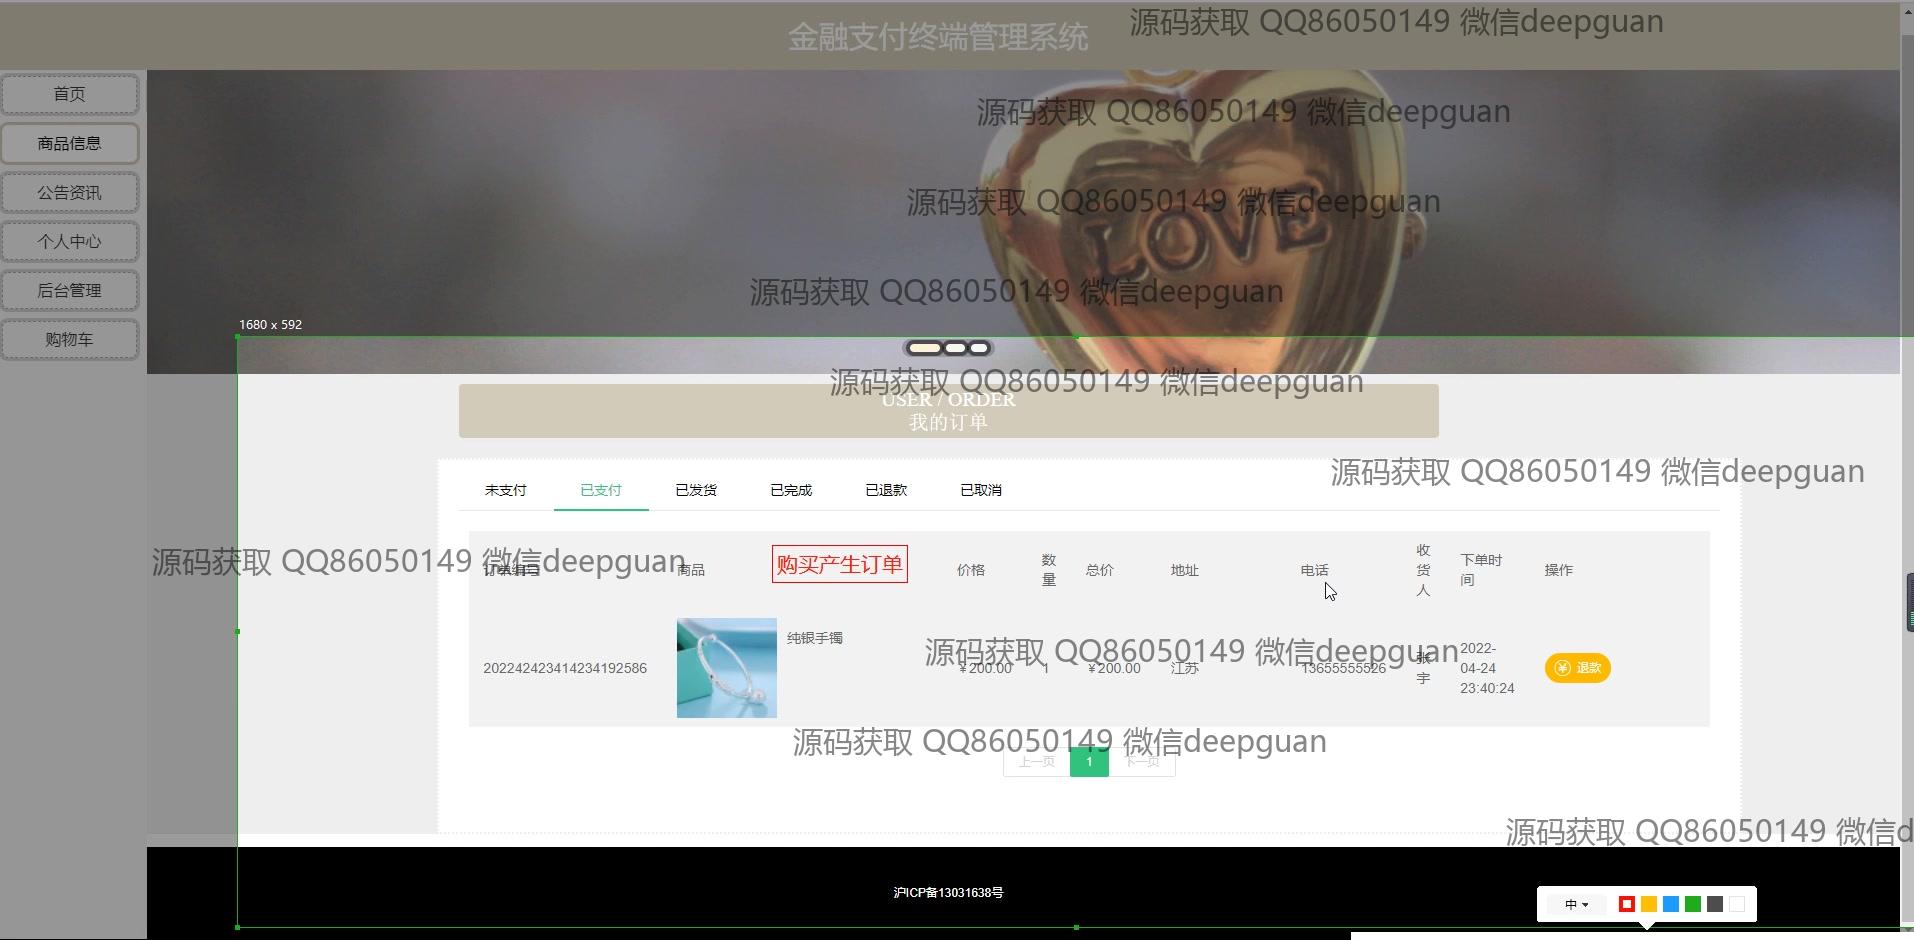 金融支付终端管理系统
源码获取 QQ86050149 微信deepguan
首页
商品信息
公告资讯
个人中心
后台管理
购物车
源码获取 QQ86050149 微信deepguan
源码获取 QQ86050149 微信deepguan
LOVE
源码获取 QQ86050149 微信deepguan
1680 x 592
源码获取 QQ86050149 微信deepguan
USER / ORDER
我的订单
源码获取 QQ86050149 微信deepguan
未支付 已支付 已发货 已完成 已退款 已取消
源码获取 QQ86050149 微信deepguan
订单编号 商品 购买产生订单 价格 数量 总价 地址 电话 收货人 下单时间 操作
纯银手镯
源码获取 QQ86050149 微信deepguan
202242423414234192586 ¥200.00 1 ¥200.00 江苏 13655555526 张宇 2022-04-24 23:40:24 退款
源码获取 QQ86050149 微信deepguan
上一页 1 下一页
源码获取 QQ86050149 微信d
沪ICP备13031638号
中